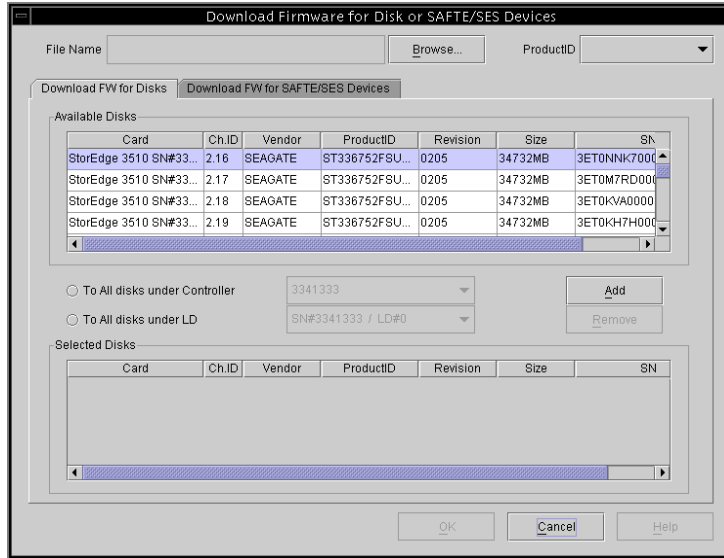 Download Firmware for Disk or SAFTE/SES Devices
File Name Browse... ProductID
Download FW for Disks Download FW for SAFTE/SES Devices
Available Disks
Card Ch.ID Vendor ProductID Revision Size SN
StorEdge 3510 SN#33... 2.16 SEAGATE ST336752FSU... 0205 34732MB 3ET0NNK7000
StorEdge 3510 SN#33... 2.17 SEAGATE ST336752FSU... 0205 34732MB 3ET0M7RD000
StorEdge 3510 SN#33... 2.18 SEAGATE ST336752FSU... 0205 34732MB 3ET0KVA0000
StorEdge 3510 SN#33... 2.19 SEAGATE ST336752FSU... 0205 34732MB 3ET0KH7H000
To All disks under Controller 3341333 Add
To All disks under LD SN#3341333 / LD#0 Remove
Selected Disks
Card Ch.ID Vendor ProductID Revision Size SN
OK Cancel Help